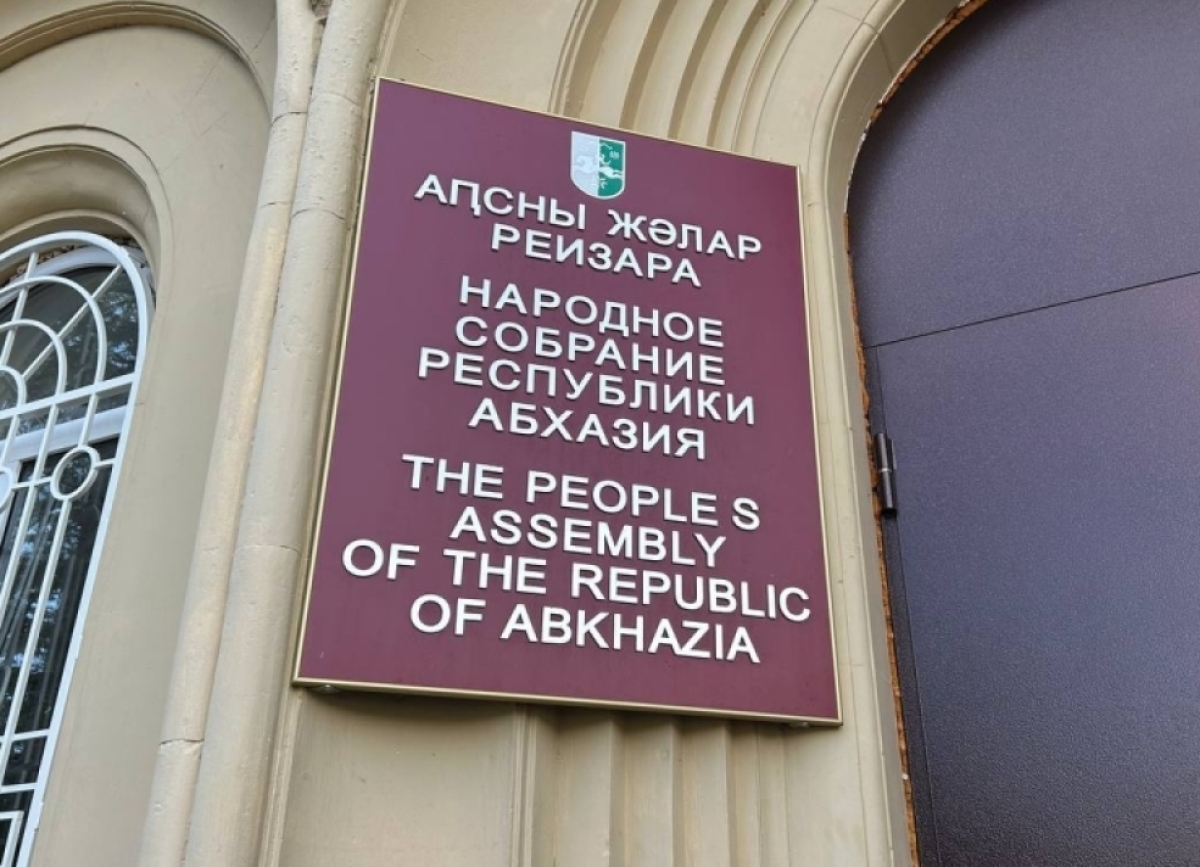 АԤСНЫ ЖӘЛАР
РЕИЗАРА
НАРОДНОЕ
СОБРАНИЕ
РЕСПУБЛИКИ
АБХАЗИЯ
THE PEOPLE S
ASSEMBLY
OF THE REPUBLIC
OF ABKHAZIA